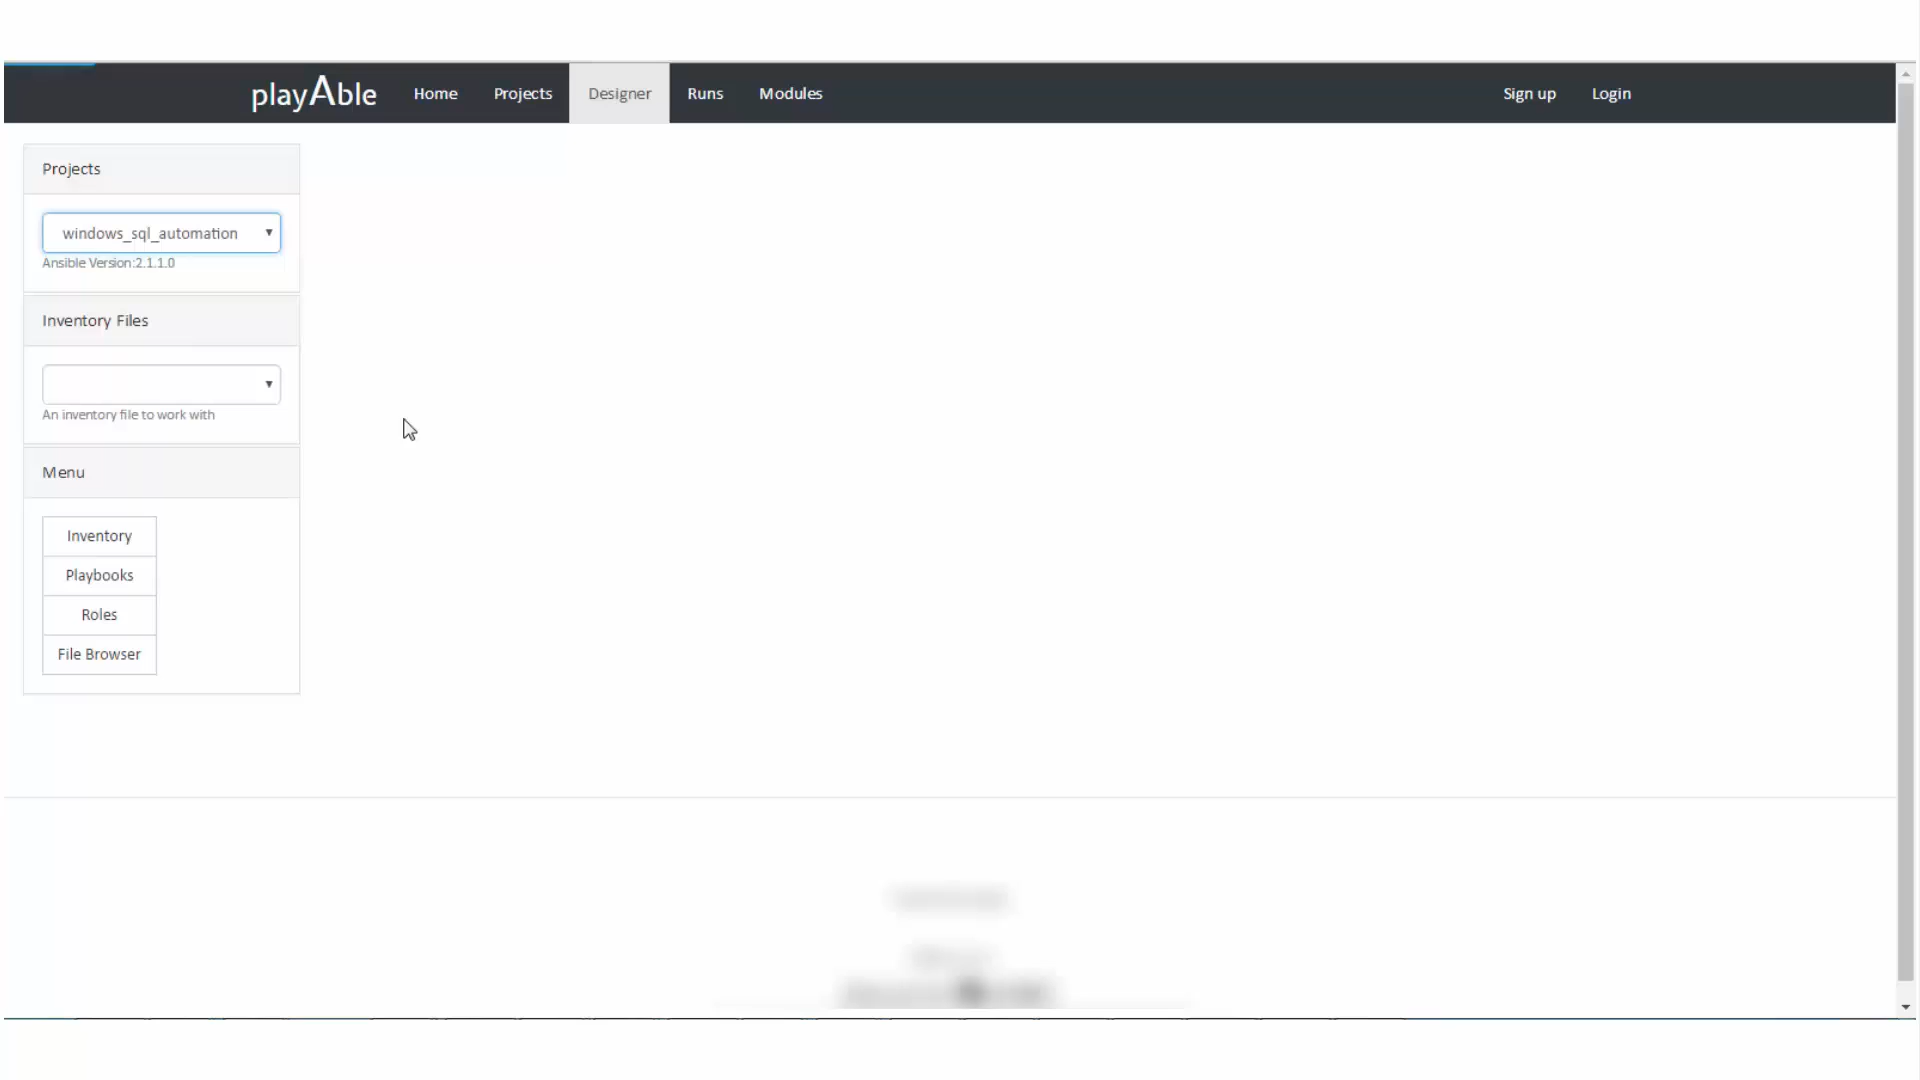 playAble
Home
Projects
Designer
Runs
Modules
Sign up
Login
Projects
windows_sql_automation
Ansible Version:2.1.1.0
Inventory Files
An inventory file to work with
Menu
Inventory
Playbooks
Roles
File Browser